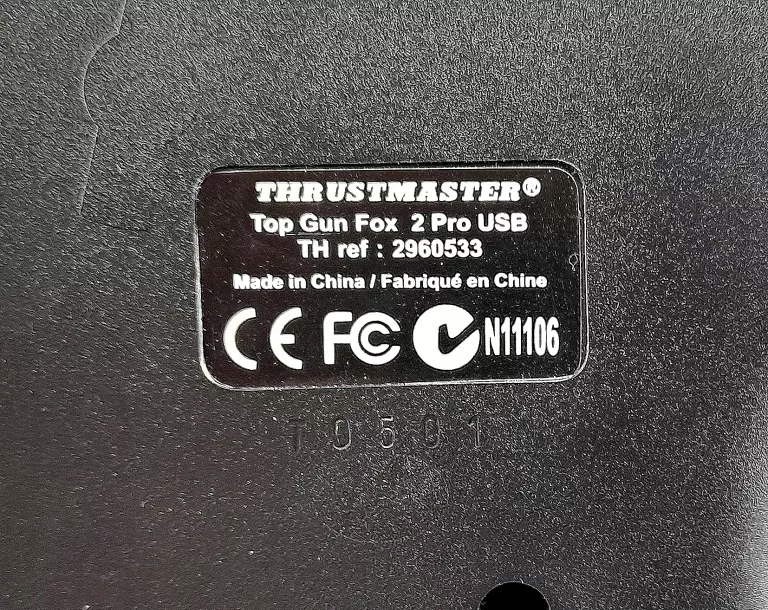 THRUSTMASTER®
Top Gun Fox 2 Pro USB
TH ref : 2960533
Made in China / Fabriqué en Chine
CE FC N11106
T0501